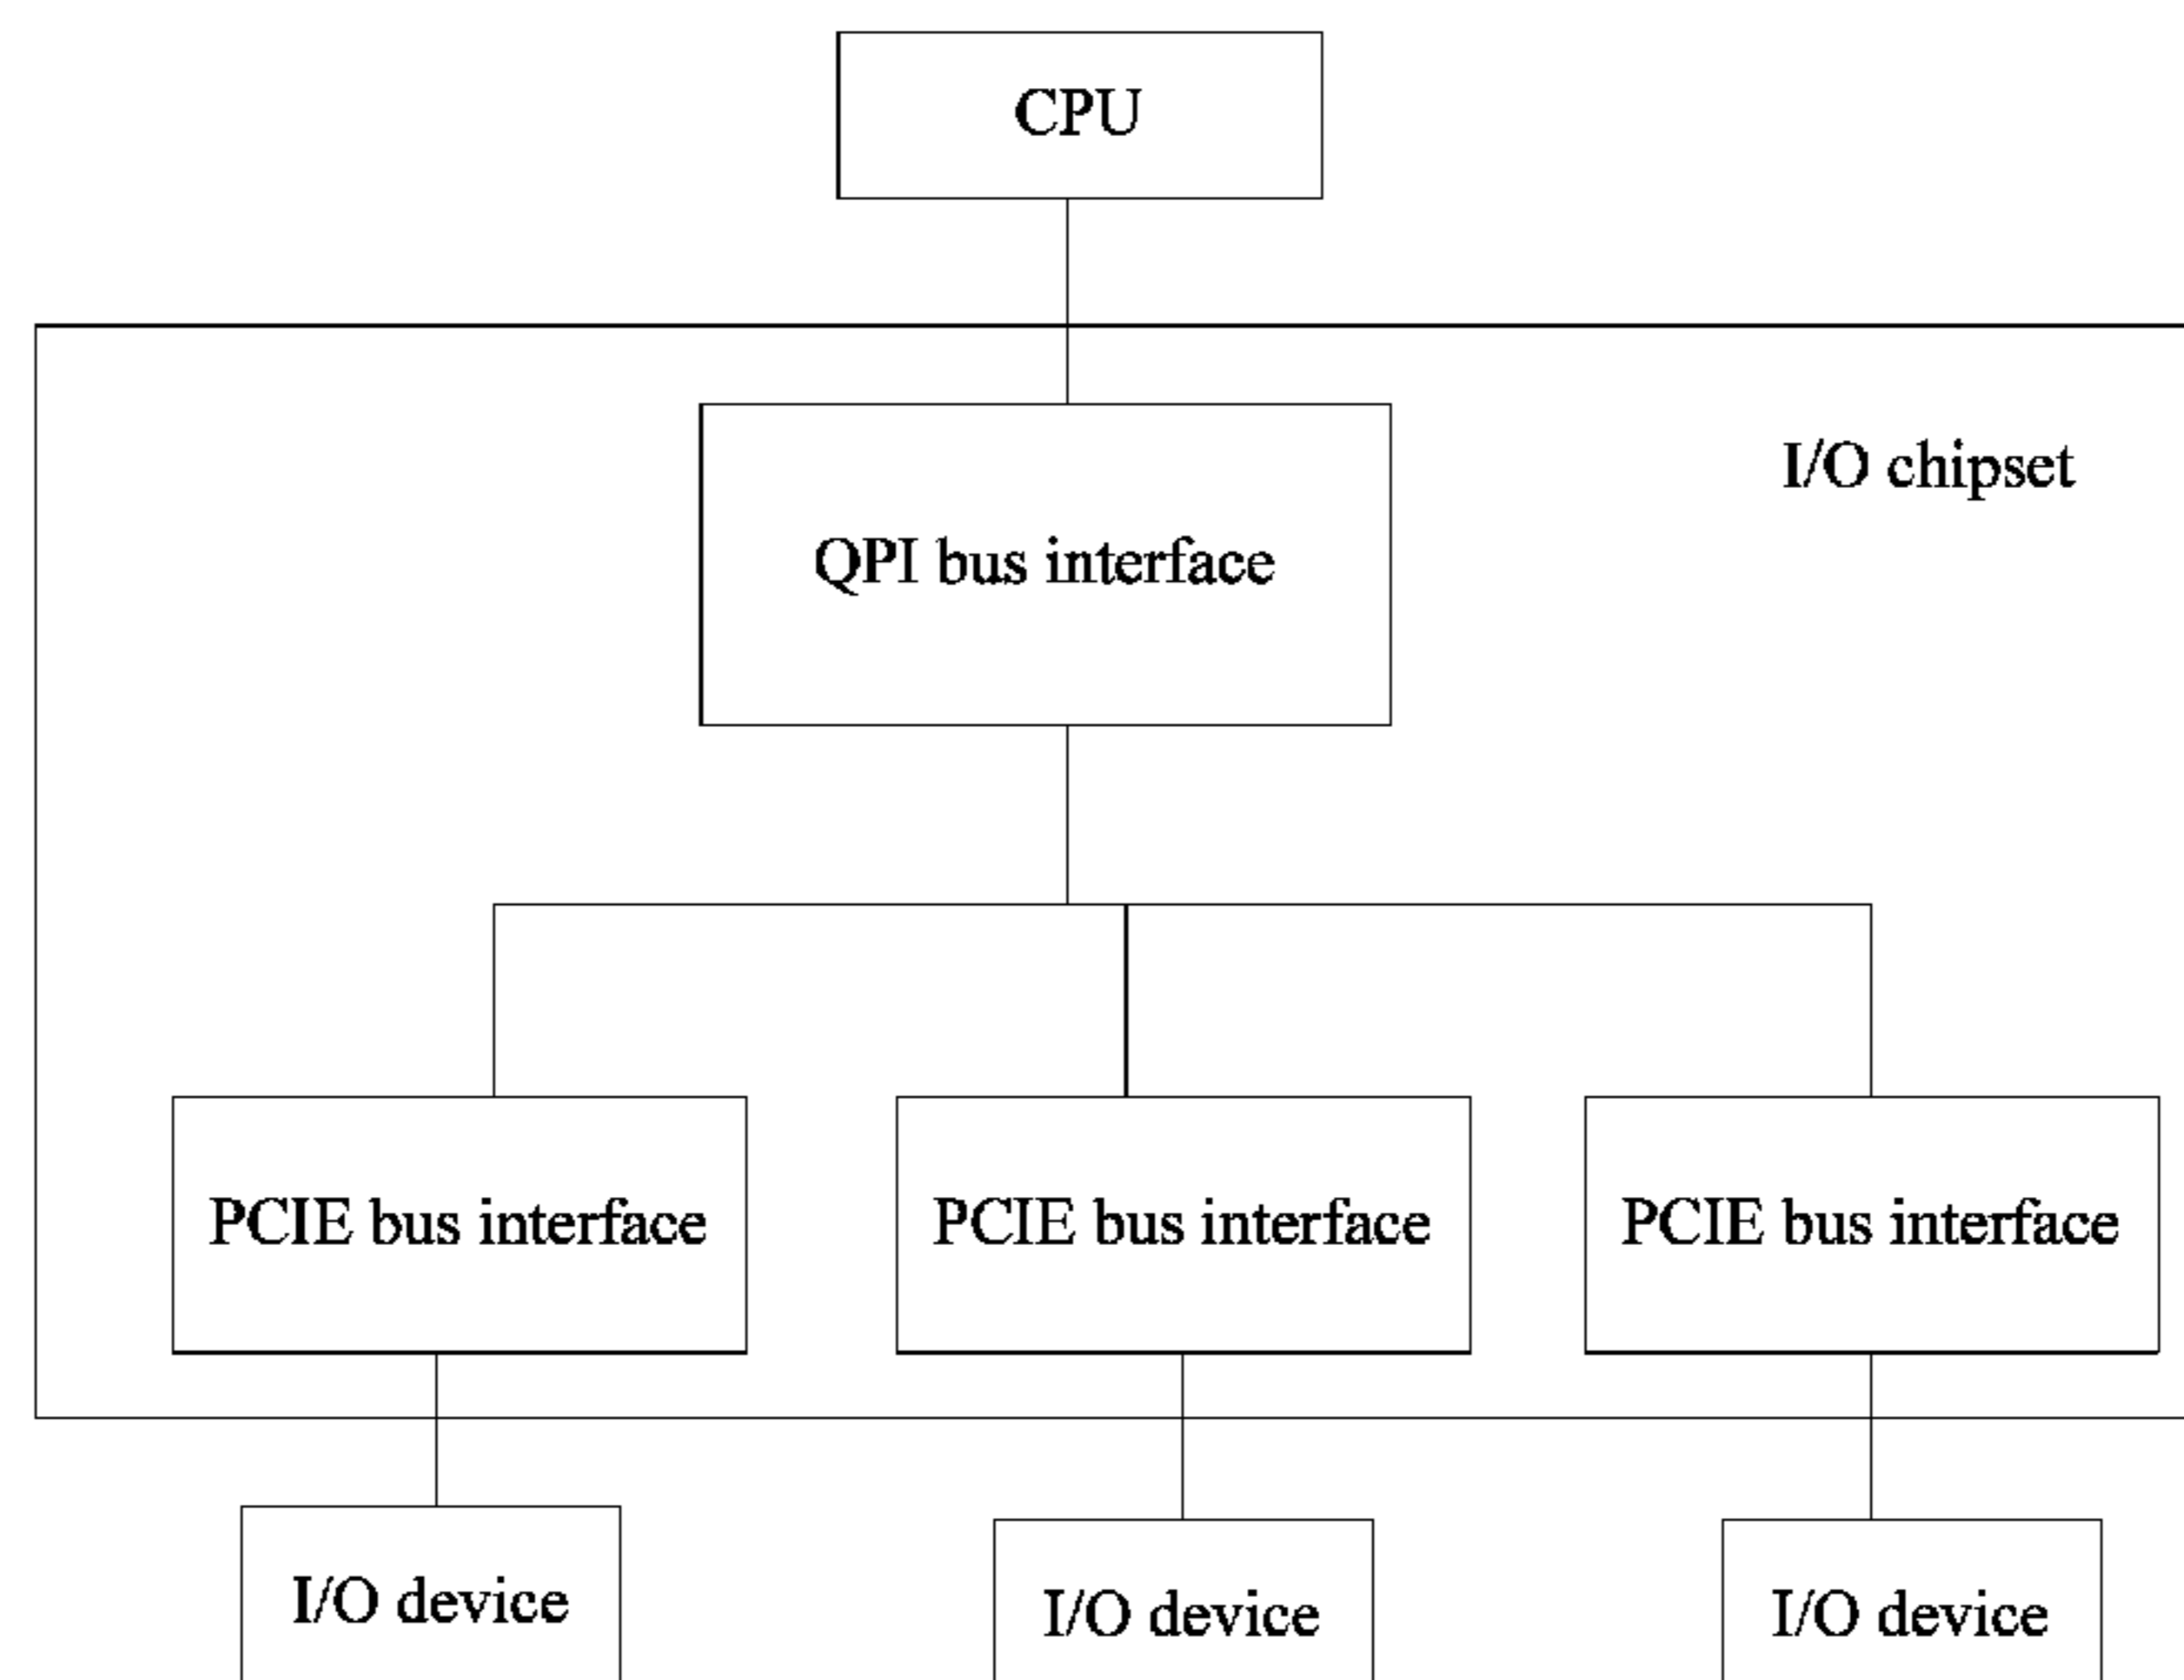 CPU
I/O chipset
QPI bus interface
PCIE bus interface
PCIE bus interface
PCIE bus interface
I/O device
I/O device
I/O device